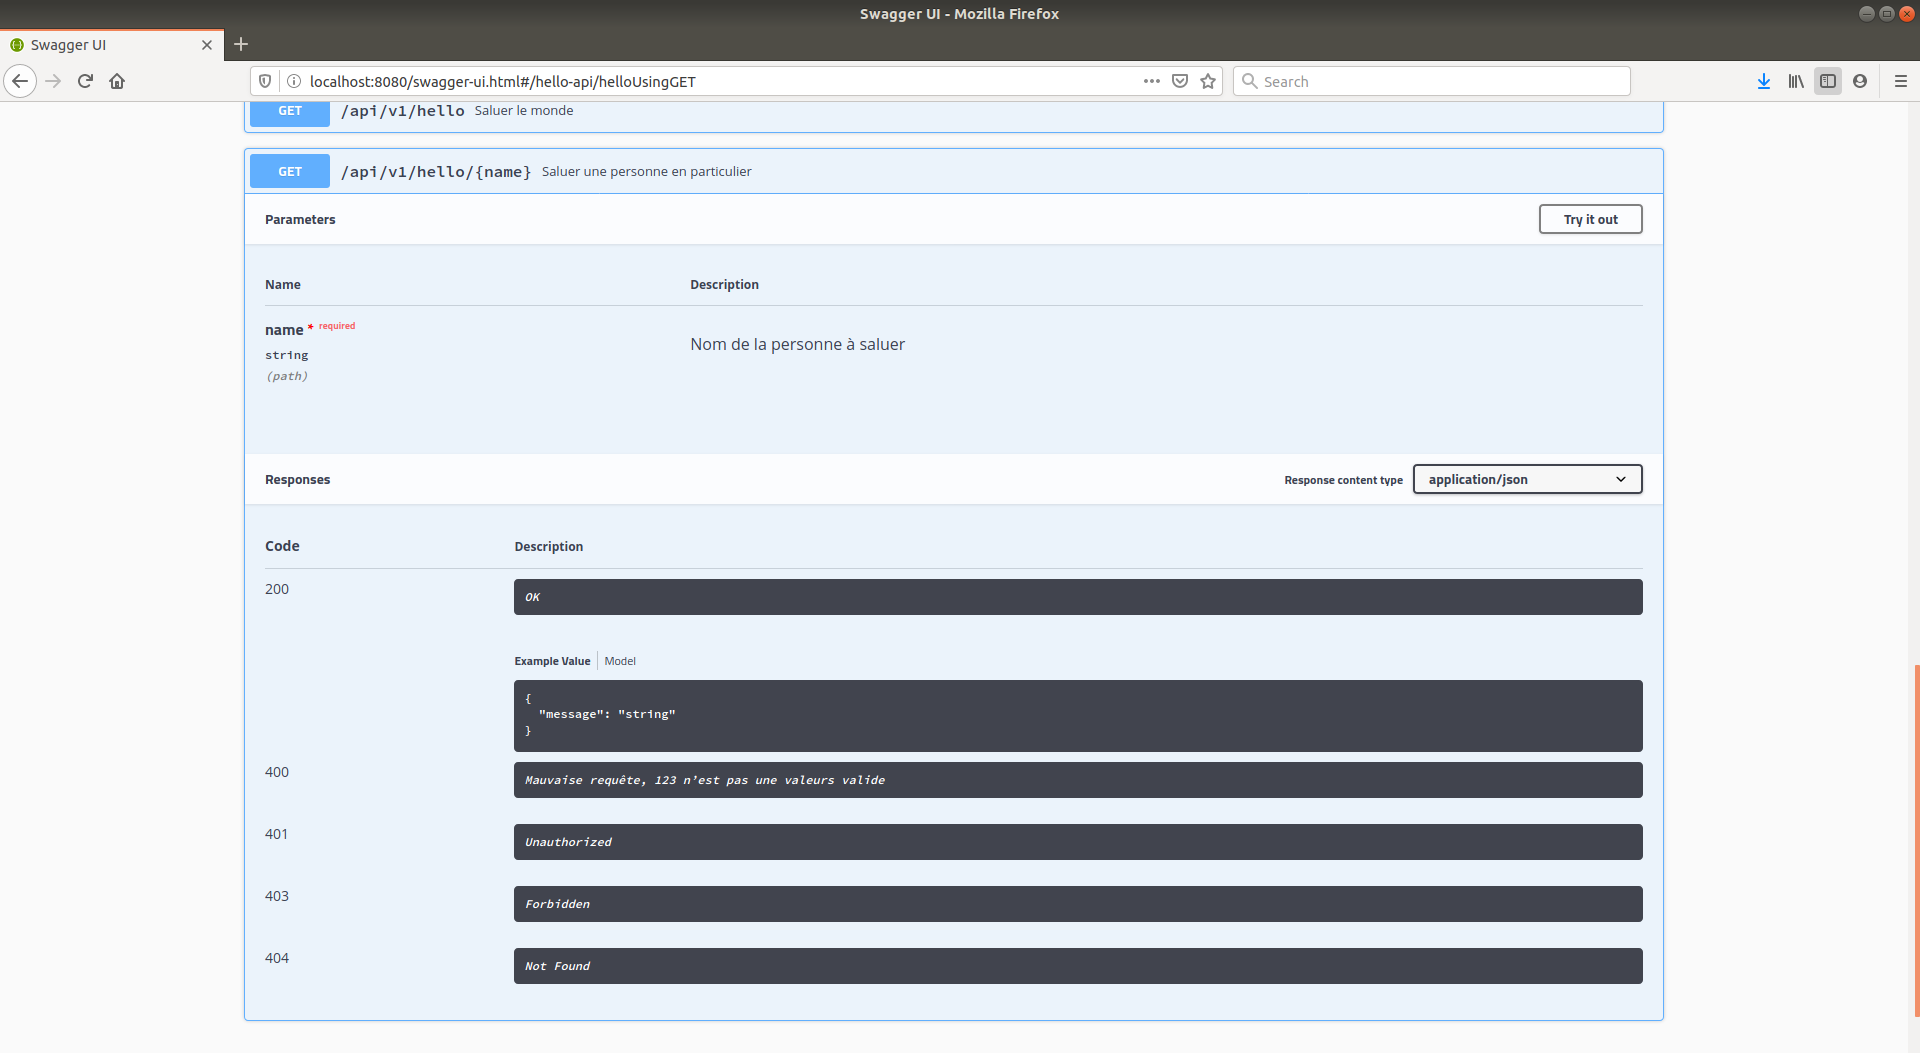 Swagger UI - Mozilla Firefox
Swagger UI
localhost:8080/swagger-ui.html#/hello-api/helloUsingGET
Search
GET /api/v1/hello Saluer le monde
GET /api/v1/hello/{name} Saluer une personne en particulier
Parameters
Try it out
Name Description
name * required
string
(path)
Nom de la personne à saluer
Responses
Response content type application/json
Code Description
200 OK
Example Value Model
{
"message": "string"
}
400 Mauvaise requête, 123 n’est pas une valeurs valide
401 Unauthorized
403 Forbidden
404 Not Found